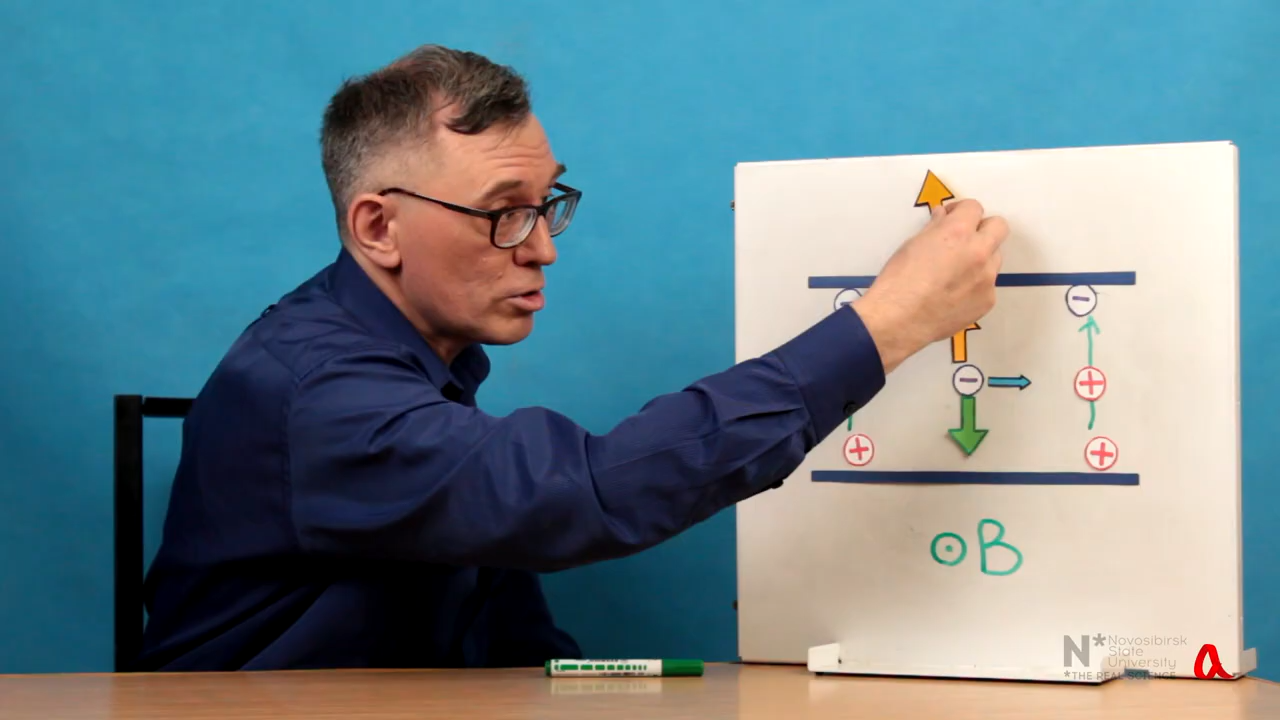 − −
− 
+
+ +
⊙B
N* Novosibirsk
State
University
*THE REAL SCIENCE
a